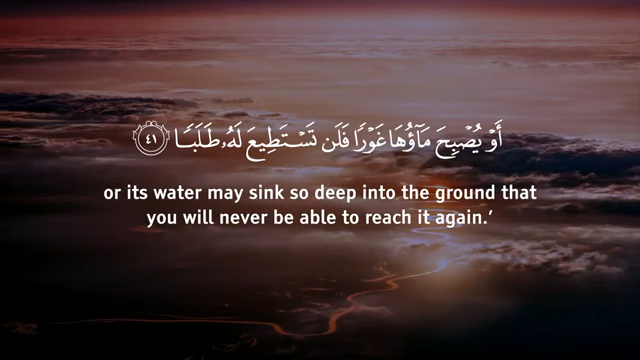 أَوْ يُصْبِحَ مَآؤُهَا غَوْرًا فَلَن تَسْتَطِيعَ لَهُۥ طَلَبًا ٤١
or its water may sink so deep into the ground that
you will never be able to reach it again.’